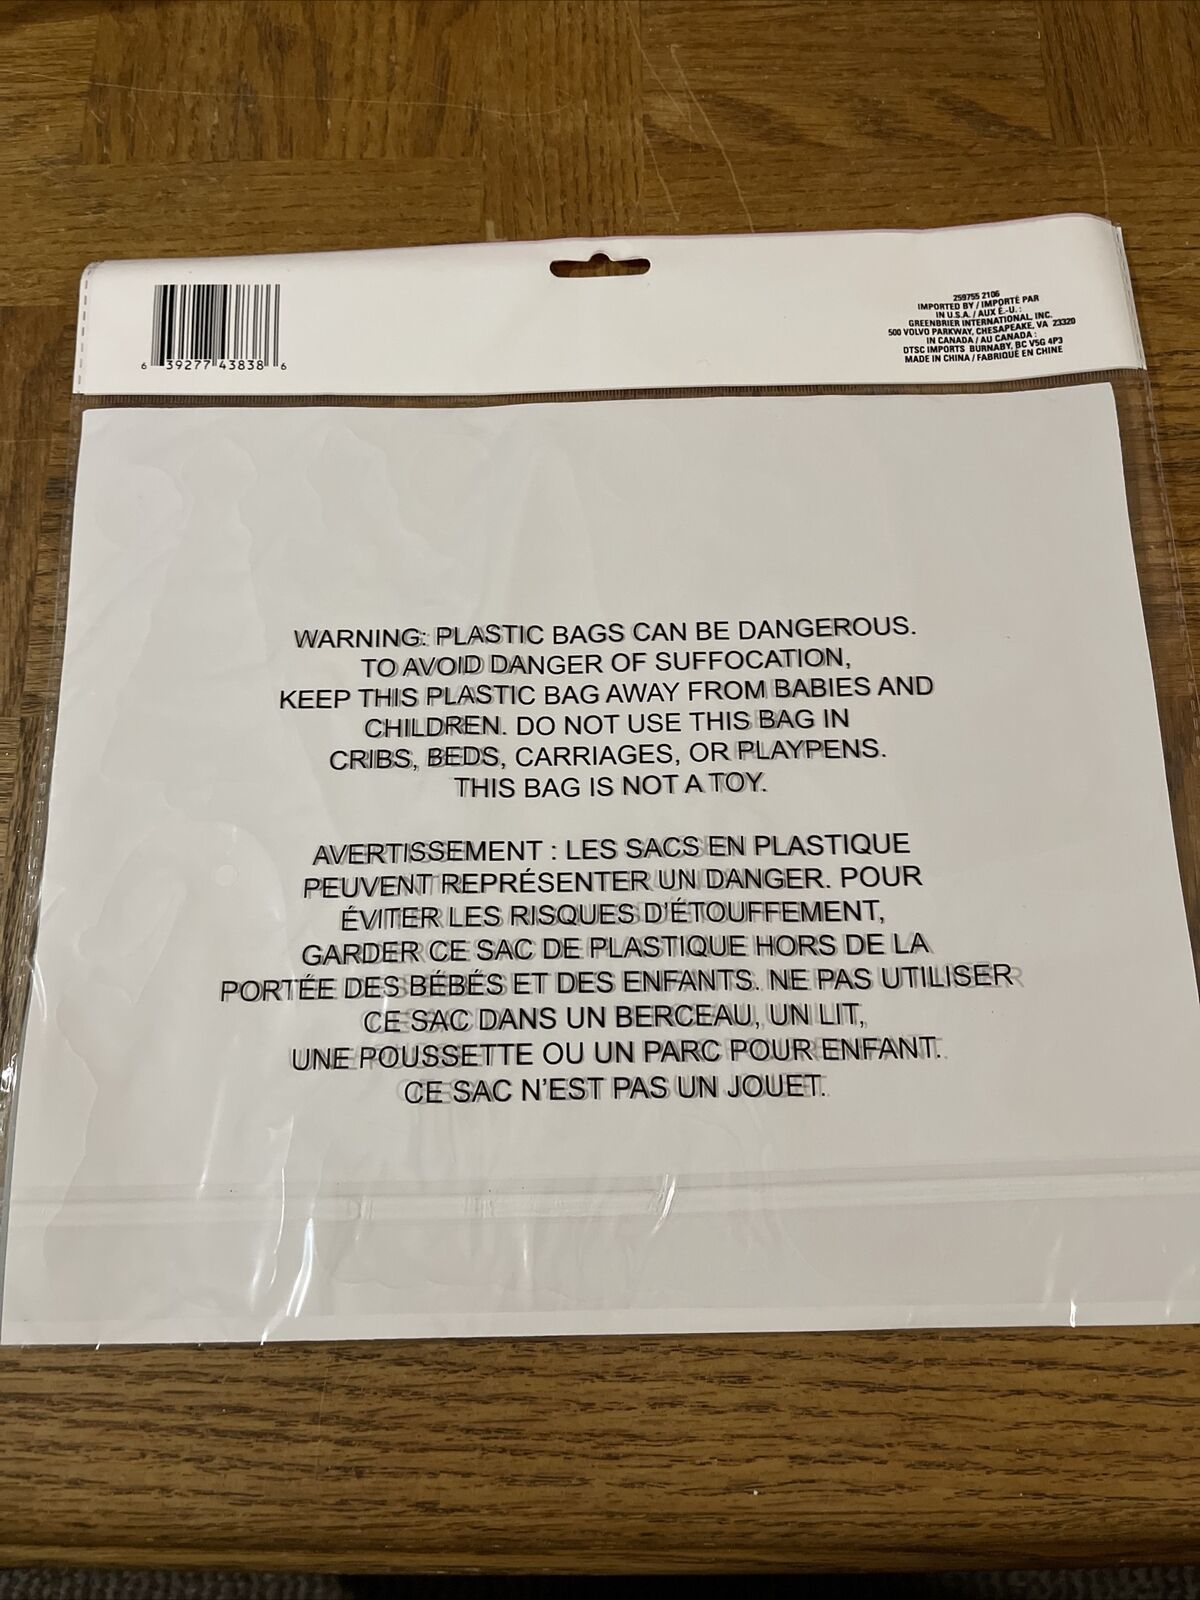 6 39277 43838 6
259755 2106
IMPORTED BY / IMPORTÉ PAR
IN U.S.A. / AUX É.-U. :
GREENBRIER INTERNATIONAL, INC.
500 VOLVO PARKWAY, CHESAPEAKE, VA 23320
IN CANADA / AU CANADA :
DTSC IMPORTS BURNABY, BC V5G 4P3
MADE IN CHINA / FABRIQUÉ EN CHINE
WARNING: PLASTIC BAGS CAN BE DANGEROUS.
TO AVOID DANGER OF SUFFOCATION,
KEEP THIS PLASTIC BAG AWAY FROM BABIES AND
CHILDREN. DO NOT USE THIS BAG IN
CRIBS, BEDS, CARRIAGES, OR PLAYPENS.
THIS BAG IS NOT A TOY.
AVERTISSEMENT : LES SACS EN PLASTIQUE
PEUVENT REPRÉSENTER UN DANGER. POUR
ÉVITER LES RISQUES D'ÉTOUFFEMENT,
GARDER CE SAC DE PLASTIQUE HORS DE LA
PORTÉE DES BÉBÉS ET DES ENFANTS. NE PAS UTILISER
CE SAC DANS UN BERCEAU, UN LIT,
UNE POUSSETTE OU UN PARC POUR ENFANT.
CE SAC N'EST PAS UN JOUET.